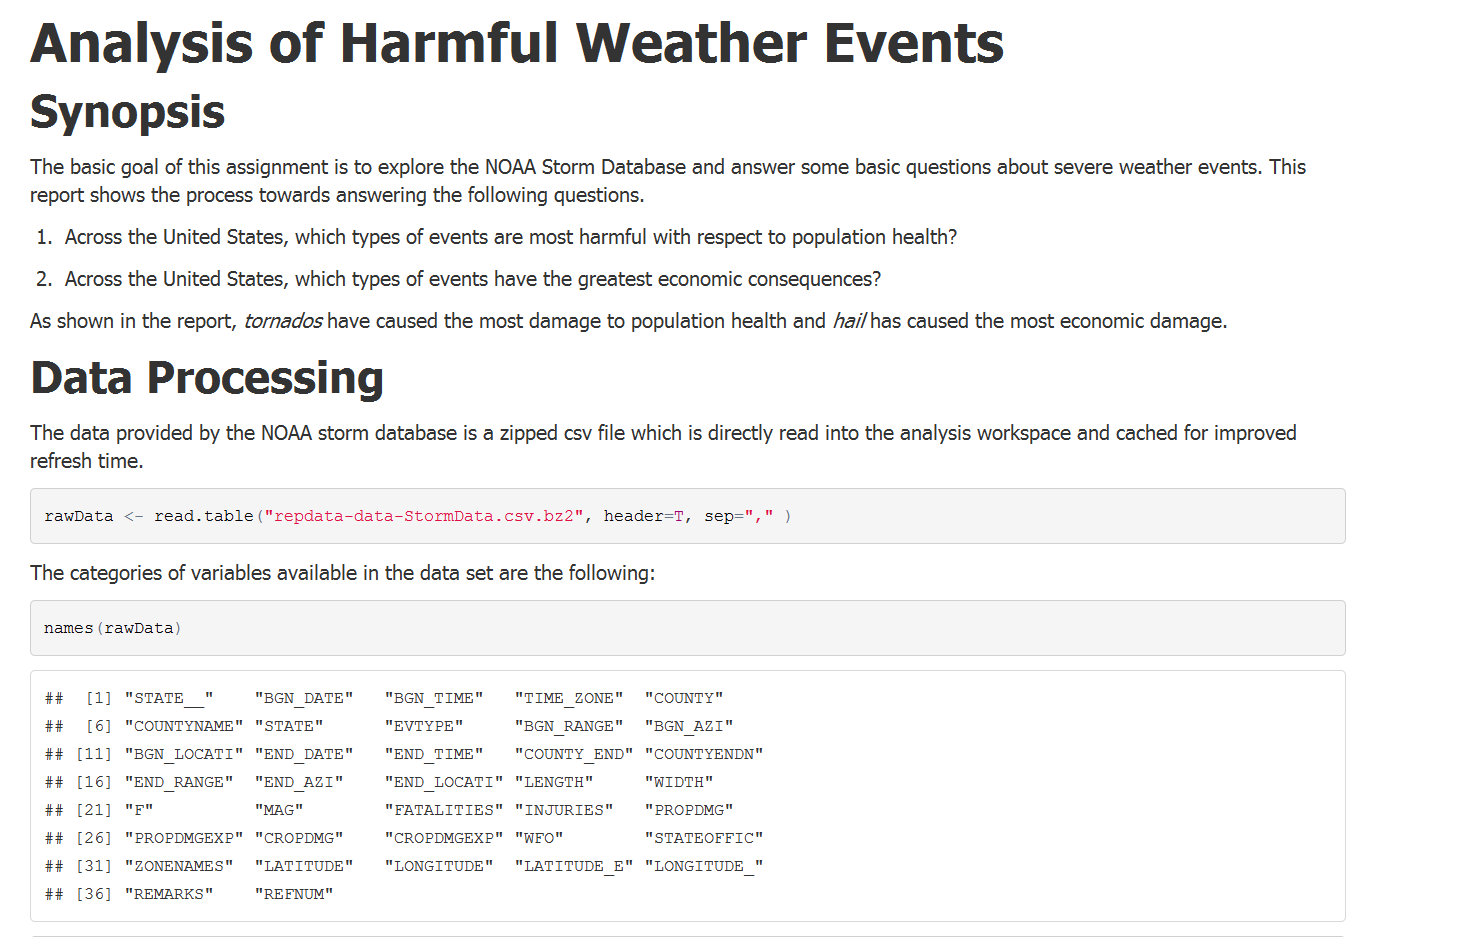 Analysis of Harmful Weather Events
Synopsis
The basic goal of this assignment is to explore the NOAA Storm Database and answer some basic questions about severe weather events. This
report shows the process towards answering the following questions.
1. Across the United States, which types of events are most harmful with respect to population health?
2. Across the United States, which types of events have the greatest economic consequences?
As shown in the report, tornados have caused the most damage to population health and hail has caused the most economic damage.
Data Processing
The data provided by the NOAA storm database is a zipped csv file which is directly read into the analysis workspace and cached for improved
refresh time.
rawData <- read.table("repdata-data-StormData.csv.bz2", header=T, sep="," )
The categories of variables available in the data set are the following:
names(rawData)
##  [1] "STATE__"    "BGN_DATE"   "BGN_TIME"   "TIME_ZONE"  "COUNTY"
##  [6] "COUNTYNAME" "STATE"      "EVTYPE"     "BGN_RANGE"  "BGN_AZI"
## [11] "BGN_LOCATI" "END_DATE"   "END_TIME"   "COUNTY_END" "COUNTYENDN"
## [16] "END_RANGE"  "END_AZI"    "END_LOCATI" "LENGTH"     "WIDTH"
## [21] "F"          "MAG"        "FATALITIES" "INJURIES"   "PROPDMG"
## [26] "PROPDMGEXP" "CROPDMG"    "CROPDMGEXP" "WFO"        "STATEOFFIC"
## [31] "ZONENAMES"  "LATITUDE"   "LONGITUDE"  "LATITUDE_E" "LONGITUDE_"
## [36] "REMARKS"    "REFNUM"